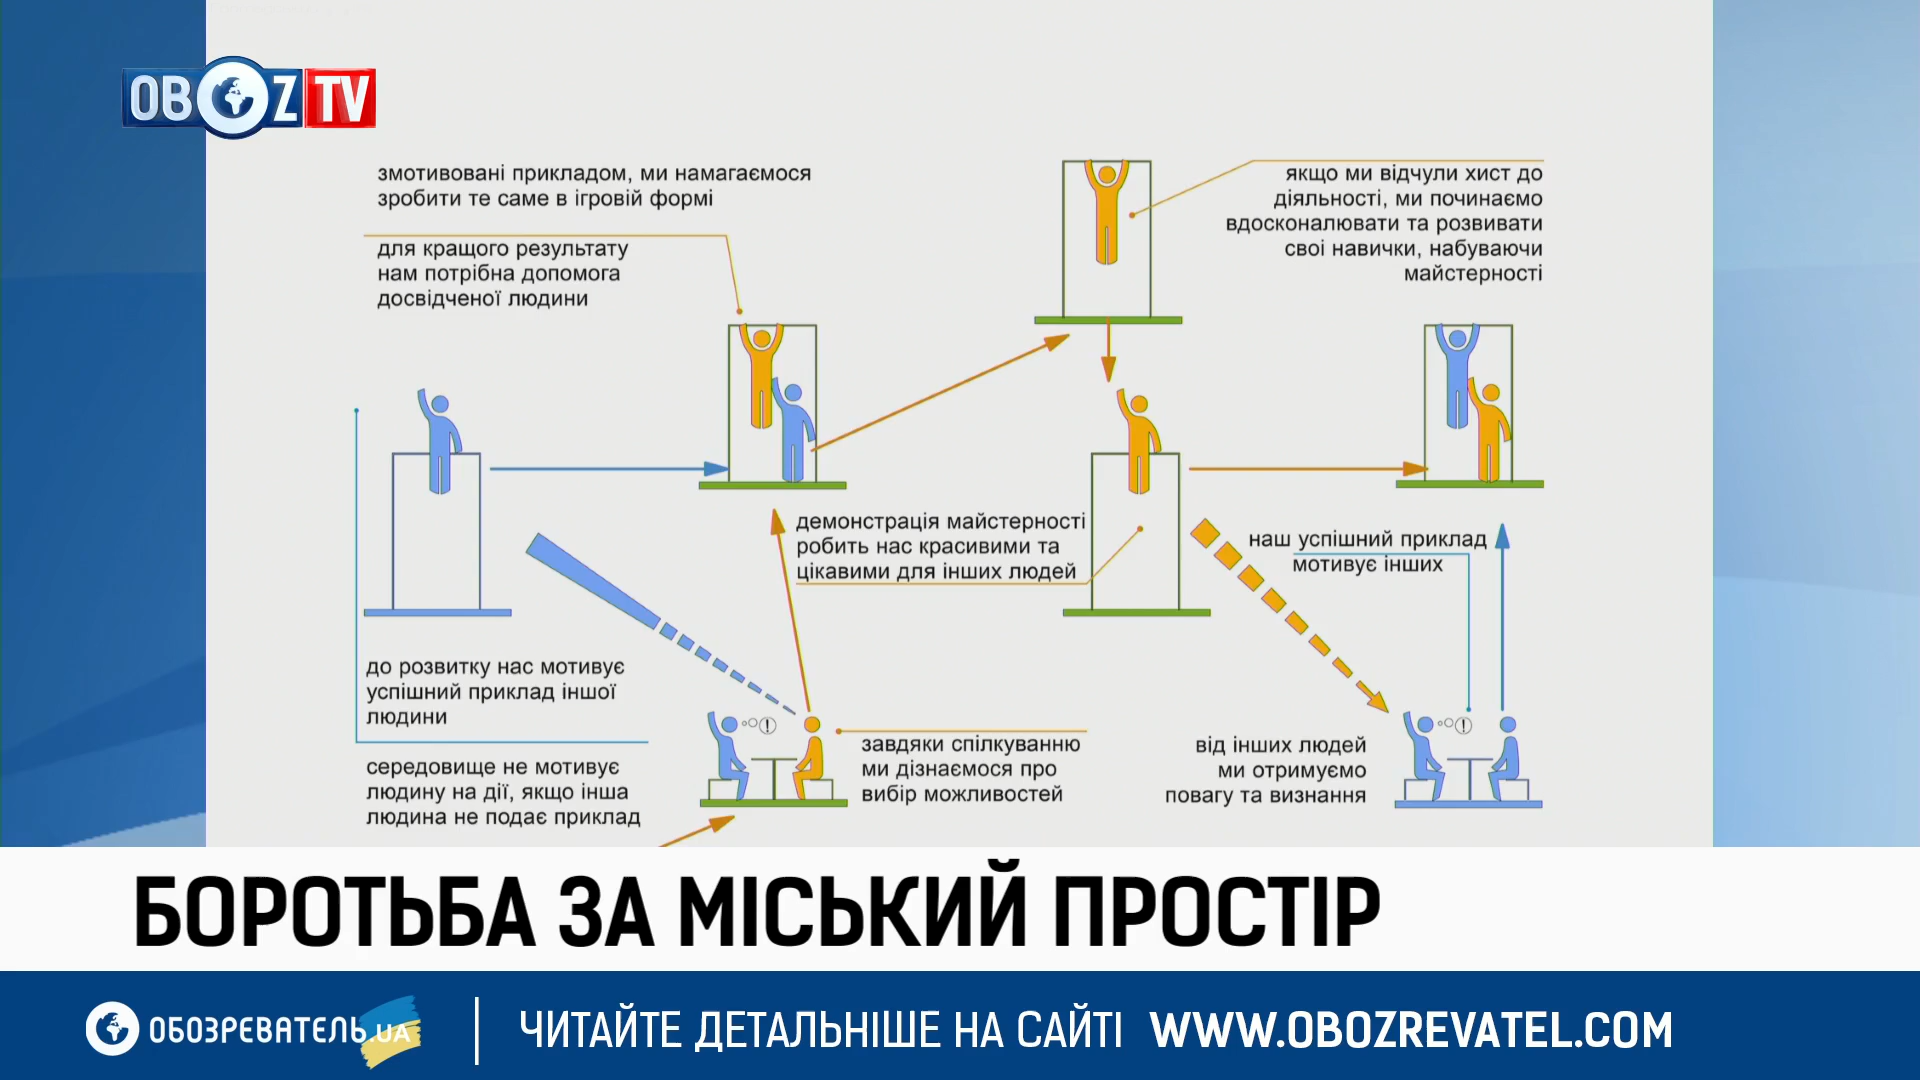 OBOZ TV
змотивовані прикладом, ми намагаємося
зробити те саме в ігровій формі
для кращого результату
нам потрібна допомога
досвідченої людини
якщо ми відчули хист до
діяльності, ми починаємо
вдосконалювати та розвивати
свої навички, набуваючи
майстерності
демонстрація майстерності
робить нас красивими та
цікавими для інших людей
наш успішний приклад
мотивує інших
до розвитку нас мотивує
успішний приклад іншої
людини
середовище не мотивує
людину на дії, якщо інша
людина не подає приклад
завдяки спілкуванню
ми дізнаємося про
вибір можливостей
від інших людей
ми отримуємо
повагу та визнання
!
!
БОРОТЬБА ЗА МІСЬКИЙ ПРОСТІР
ОБОЗРЕВАТЕЛЬ.UA
ЧИТАЙТЕ ДЕТАЛЬНІШЕ НА САЙТІ WWW.OBOZREVATEL.COM